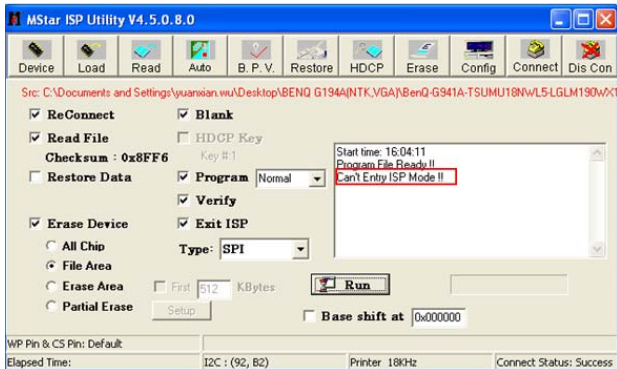 MStar ISP Utility V4.5.0.8.0
Device Load Read Auto B. P. V. Restore HDCP Erase Config Connect Dis Con
Src: C:\Documents and Settings\yuanxian.wu\Desktop\BENQ G194A(NTK,VGA)\BenQ-G941A-TSUMU18NWL5-LGLM190WX1
ReConnect Blank
Read File HDCP Key
Checksum : 0x8FF6 Key #1
Restore Data Program Normal
Verify
Erase Device Exit ISP
All Chip Type: SPI
File Area
Erase Area First 512 KBytes Run
Partial Erase Setup Base shift at 0x000000
Start time: 16:04:11
Program File Ready !!
Can't Entry ISP Mode !!
WP Pin & CS Pin: Default
Elapsed Time: I2C : (92, B2) Printer 18KHz Connect Status: Success